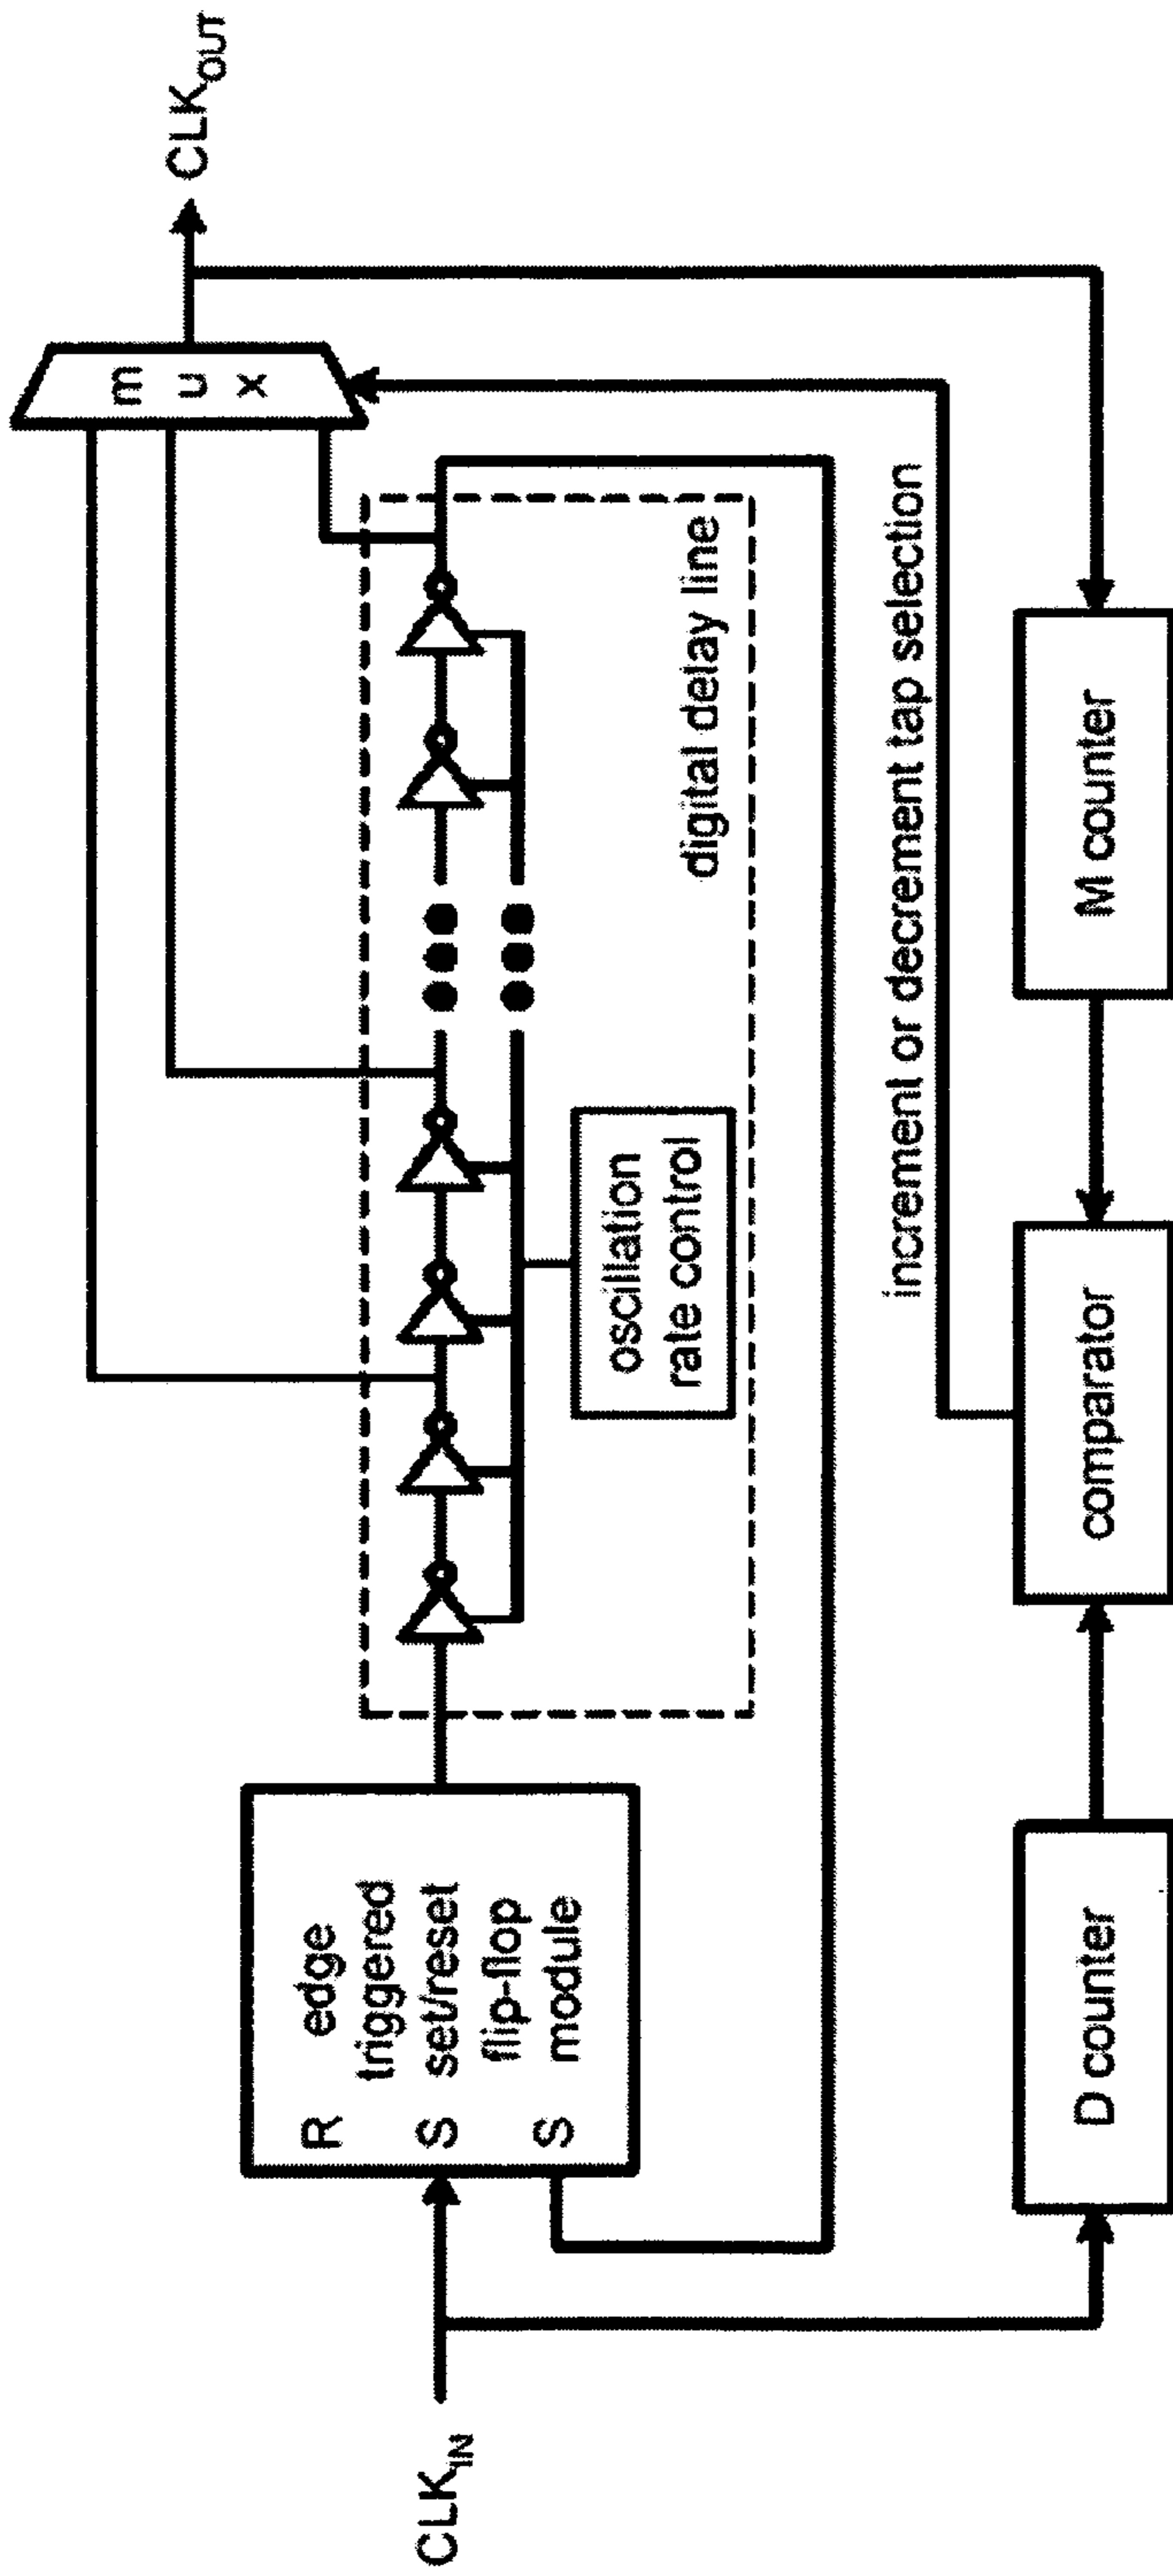 CLK_IN
R
S
S
edge
triggered
set/reset
flip-flop
module
oscillation
rate control
digital delay line
m
u
x
CLK_OUT
increment or decrement tap selection
D counter
comparator
M counter